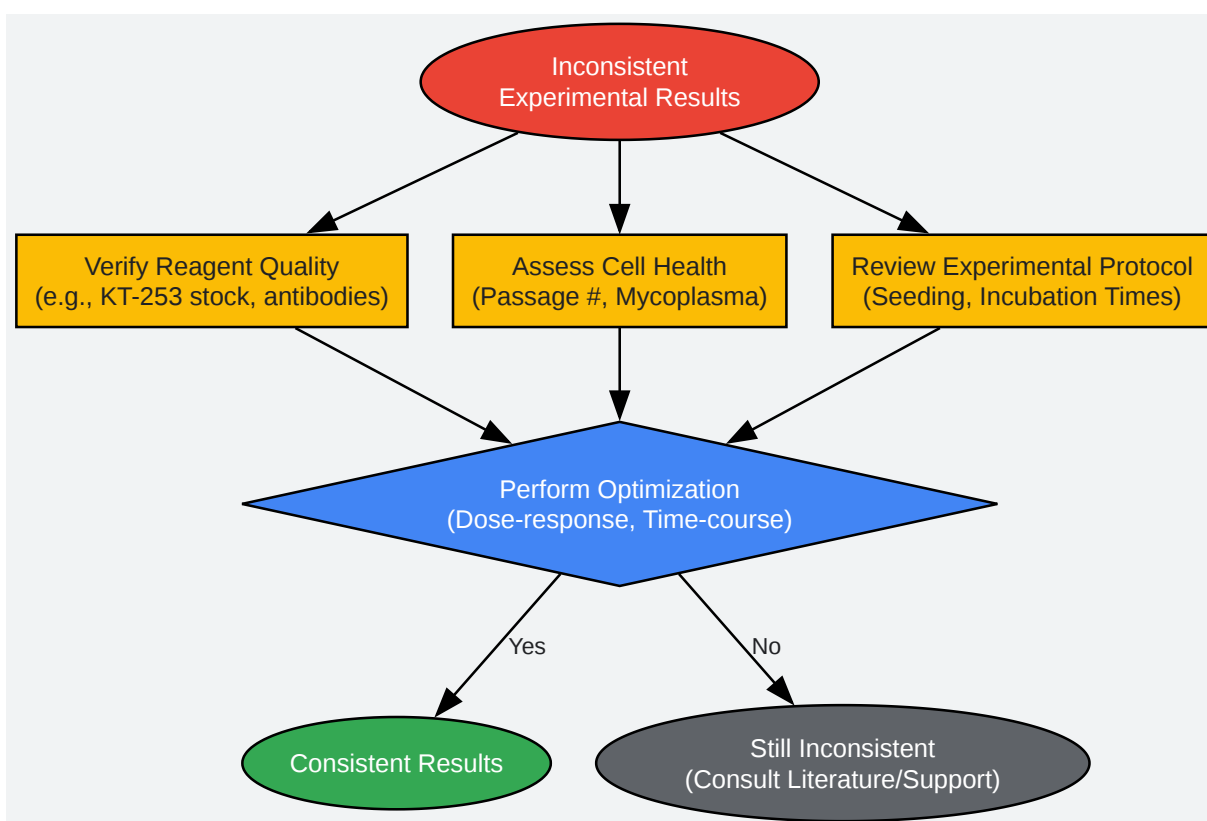 Inconsistent
Experimental Results
Verify Reagent Quality
(e.g., KT-253 stock, antibodies)
Assess Cell Health
(Passage #, Mycoplasma)
Review Experimental Protocol
(Seeding, Incubation Times)
Perform Optimization
(Dose-response, Time-course)
Yes
No
Consistent Results
Still Inconsistent
(Consult Literature/Support)